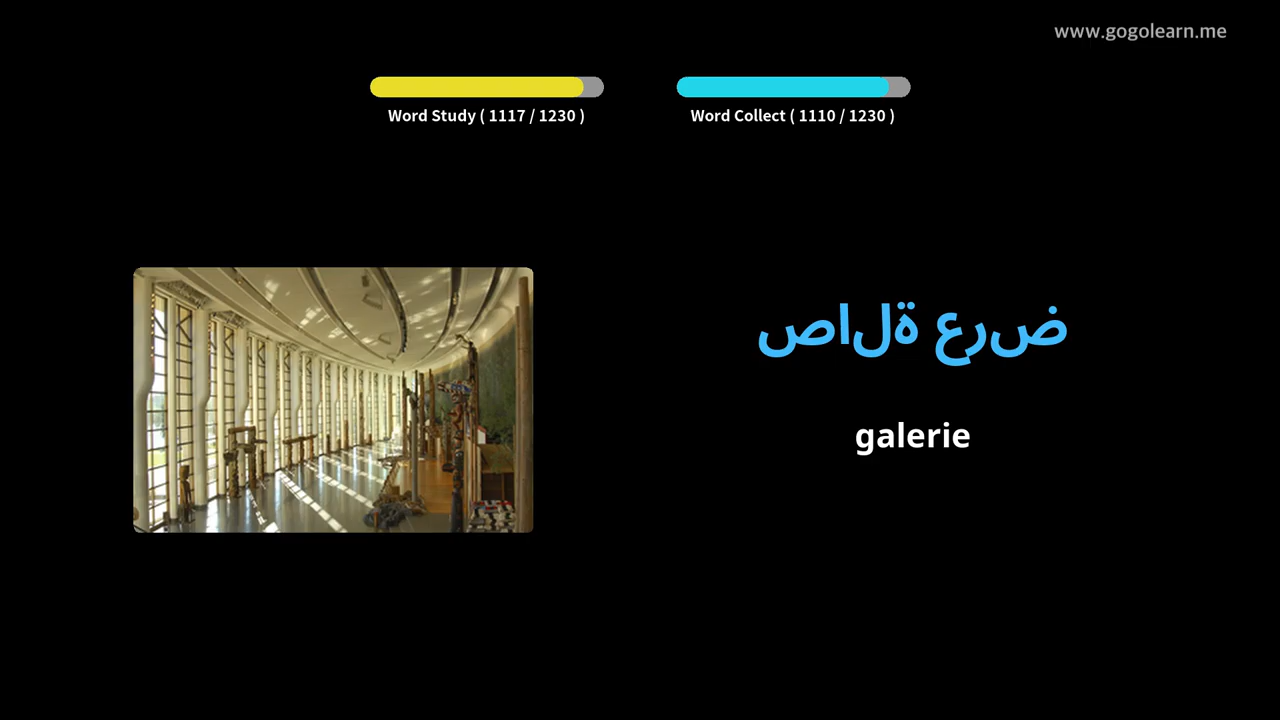 www.gogolearn.me
Word Study ( 1117 / 1230 )
Word Collect ( 1110 / 1230 )
صالة عرض
galerie